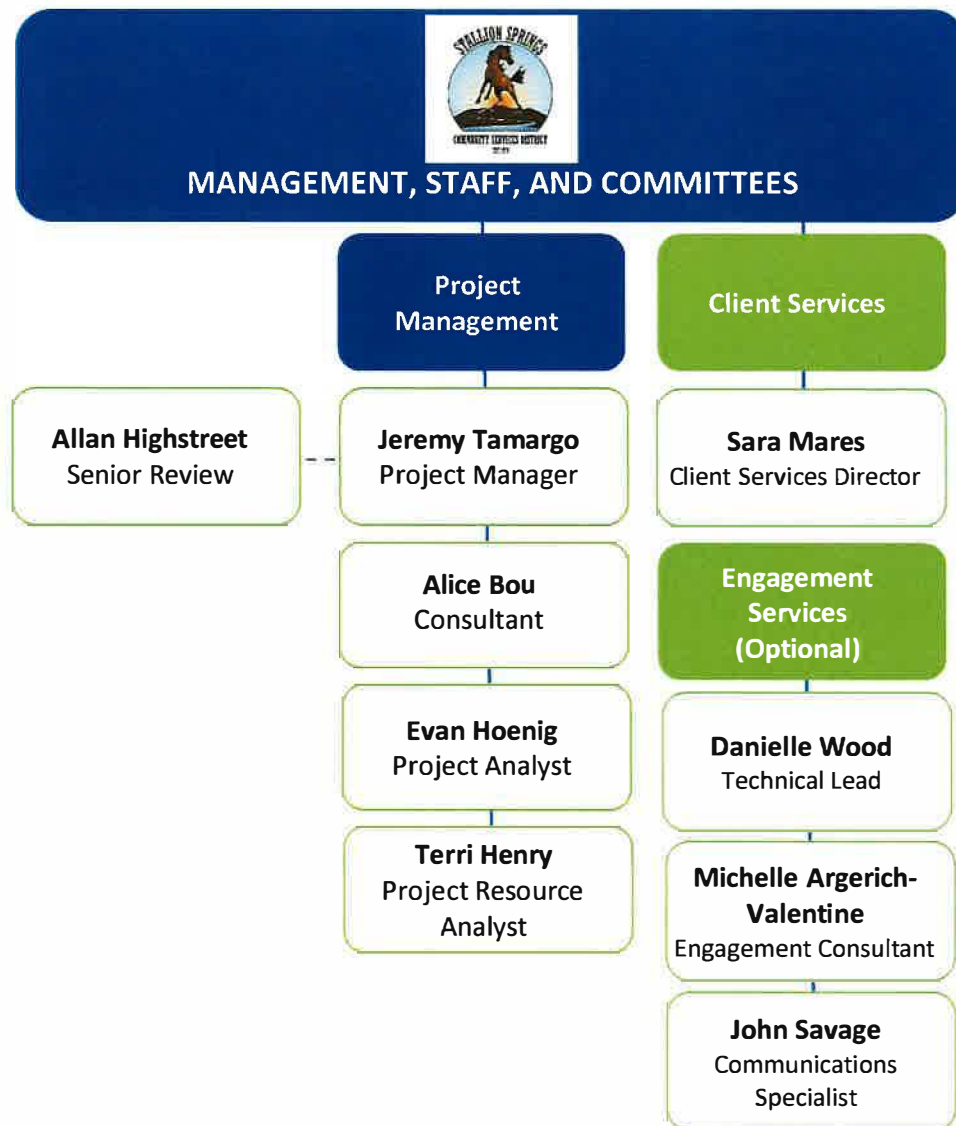 STALLION SPRINGS
COMMUNITY SERVICES DISTRICT
MANAGEMENT, STAFF, AND COMMITTEES
Project
Management
Client Services
Allan Highstreet
Senior Review
Jeremy Tamargo
Project Manager
Sara Mares
Client Services Director
Alice Bou
Consultant
Engagement
Services
(Optional)
Evan Hoenig
Project Analyst
Danielle Wood
Technical Lead
Terri Henry
Project Resource
Analyst
Michelle Argerich-
Valentine
Engagement Consultant
John Savage
Communications
Specialist